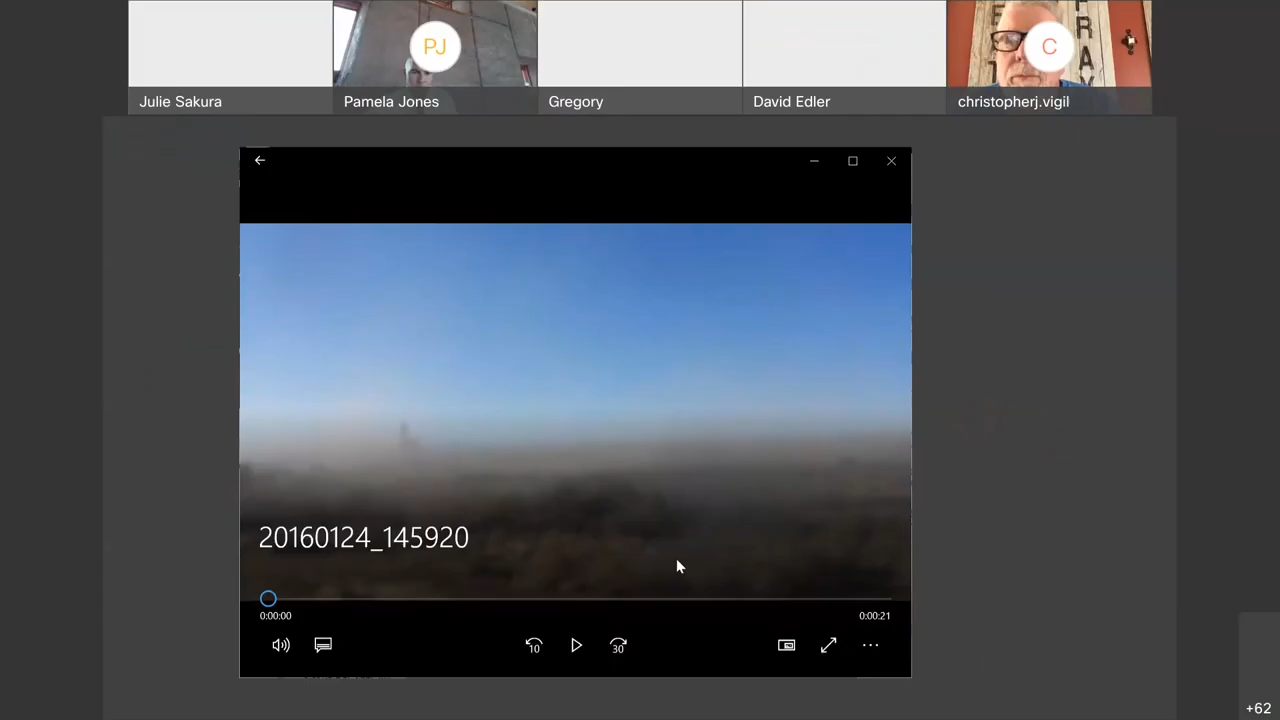 PJ
C
Julie Sakura
Pamela Jones
Gregory
David Edler
christopherj.vigil
20160124_145920
0:00:00
0:00:21
10
30
+62